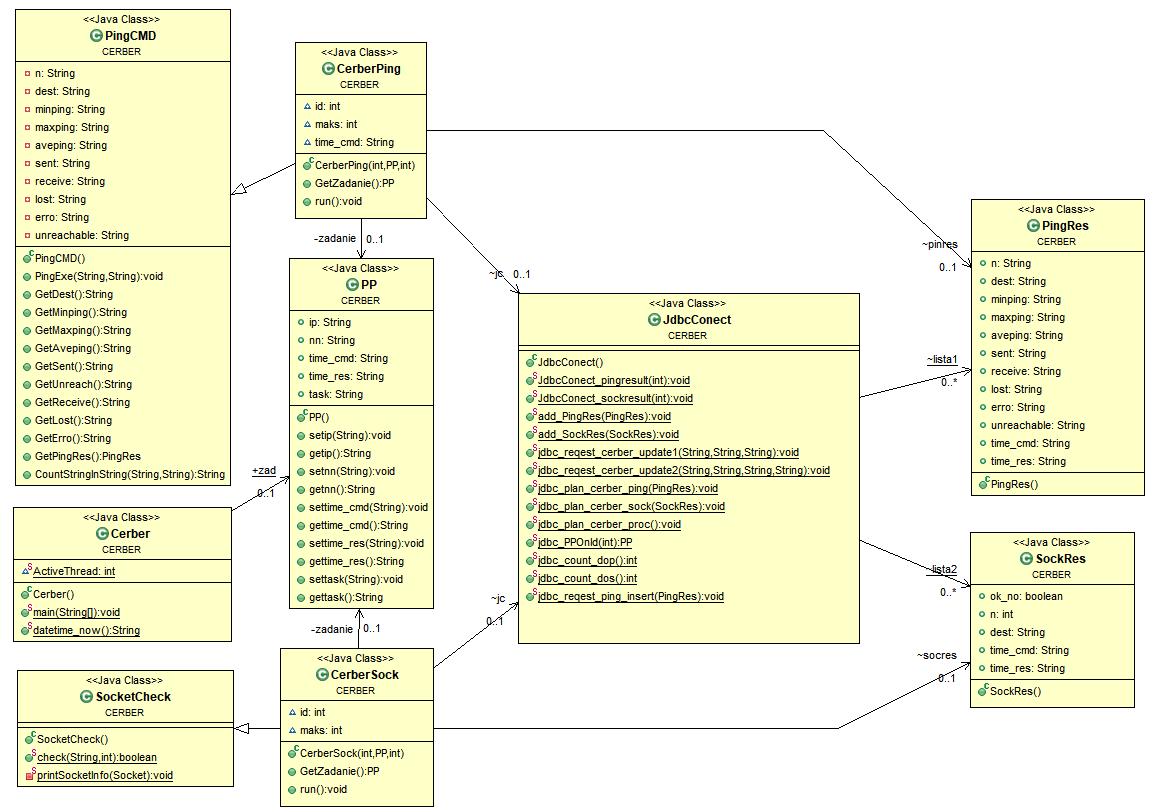 <<Java Class>>
PingCMD
CERBER
n: String
dest: String
minping: String
maxping: String
aveping: String
sent: String
receive: String
lost: String
erro: String
unreachable: String
PingCMD()
PingExe(String,String):void
GetDest():String
GetMinping():String
GetMaxping():String
GetAveping():String
GetSent():String
GetUnreach():String
GetReceive():String
GetLost():String
GetErro():String
GetPingRes():PingRes
CountStringInString(String,String):String
<<Java Class>>
CerberPing
CERBER
id: int
maks: int
time_cmd: String
CerberPing(int,PP,int)
GetZadanie():PP
run():void
-zadanie
0..1
~jc
0..1
~pinres
0..1
<<Java Class>>
PP
CERBER
ip: String
nn: String
time_cmd: String
time_res: String
task: String
PP()
setip(String):void
getip():String
setnn(String):void
getnn():String
settime_cmd(String):void
gettime_cmd():String
settime_res(String):void
gettime_res():String
settask(String):void
gettask():String
<<Java Class>>
JdbcConect
CERBER
JdbcConect()
JdbcConect_pingresult(int):void
JdbcConect_sockresult(int):void
add_PingRes(PingRes):void
add_SockRes(SockRes):void
jdbc_reqest_cerber_update1(String,String,String):void
jdbc_reqest_cerber_update2(String,String,String,String):void
jdbc_plan_cerber_ping(PingRes):void
jdbc_plan_cerber_sock(SockRes):void
jdbc_plan_cerber_proc():void
jdbc_PPOnId(int):PP
jdbc_count_dop():int
jdbc_count_dos():int
jdbc_reqest_ping_insert(PingRes):void
~lista1
0..*
~lista2
0..*
<<Java Class>>
PingRes
CERBER
n: String
dest: String
minping: String
maxping: String
aveping: String
sent: String
receive: String
lost: String
erro: String
unreachable: String
time_cmd: String
time_res: String
PingRes()
+zad
0..1
<<Java Class>>
Cerber
CERBER
ActiveThread: int
Cerber()
main(String[]):void
datetime_now():String
<<Java Class>>
SocketCheck
CERBER
SocketCheck()
check(String,int):boolean
printSocketInfo(Socket):void
-zadanie
0..1
~jc
0..1
<<Java Class>>
CerberSock
CERBER
id: int
maks: int
CerberSock(int,PP,int)
GetZadanie():PP
run():void
~socres
0..1
<<Java Class>>
SockRes
CERBER
ok_no: boolean
n: int
dest: String
time_cmd: String
time_res: String
SockRes()